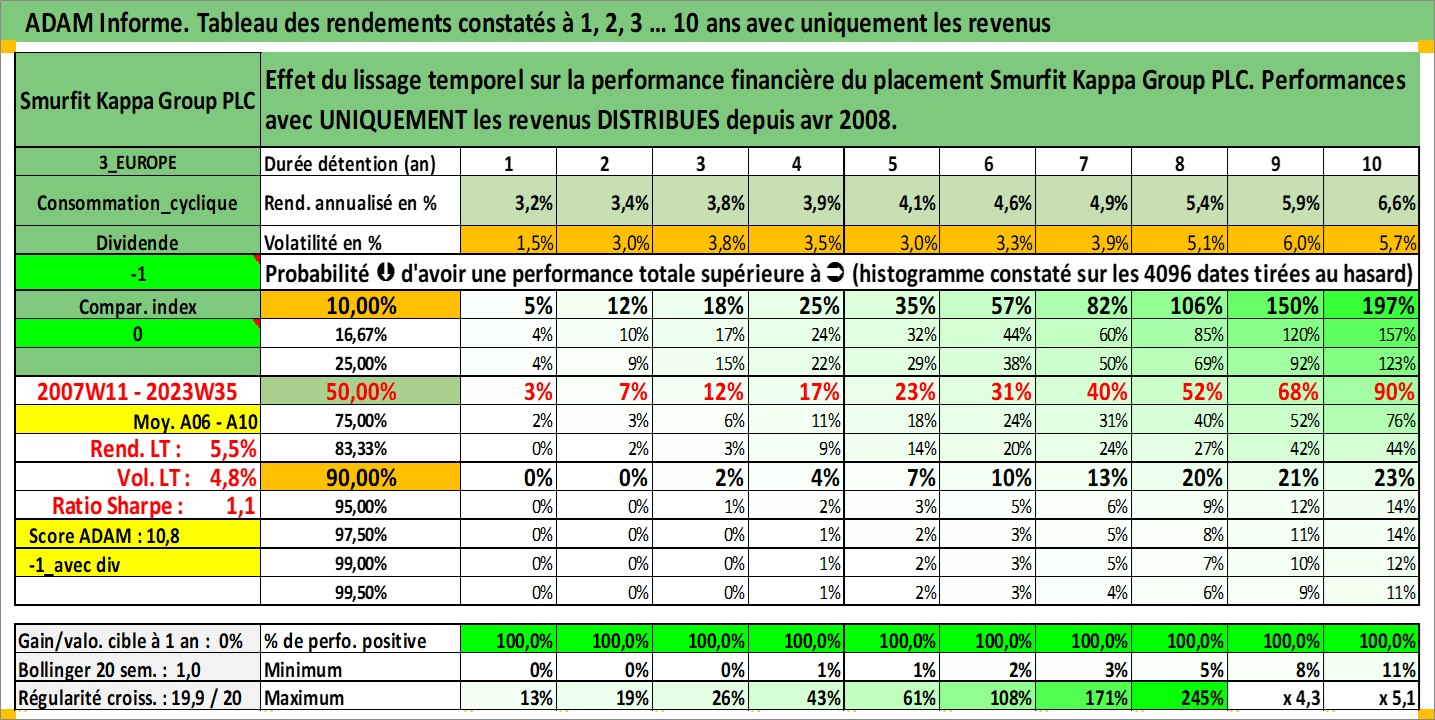 ADAM Informe. Tableau des rendements constatés à 1, 2, 3 ... 10 ans avec uniquement les revenus
Smurfit Kappa Group PLC
Effet du lissage temporel sur la performance financière du placement Smurfit Kappa Group PLC. Performances
avec UNIQUEMENT les revenus DISTRIBUES depuis avr 2008.
3_EUROPE Durée détention (an) 1 2 3 4 5 6 7 8 9 10
Consommation_cyclique Rend. annualisé en % 3,2% 3,4% 3,8% 3,9% 4,1% 4,6% 4,9% 5,4% 5,9% 6,6%
Dividende Volatilité en % 1,5% 3,0% 3,8% 3,5% 3,0% 3,3% 3,9% 5,1% 6,0% 5,7%
-1 Probabilité ⬇ d'avoir une performance totale supérieure à ➲ (histogramme constaté sur les 4096 dates tirées au hasard)
Compar. index 10,00% 5% 12% 18% 25% 35% 57% 82% 106% 150% 197%
0 16,67% 4% 10% 17% 24% 32% 44% 60% 85% 120% 157%
25,00% 4% 9% 15% 22% 29% 38% 50% 69% 92% 123%
2007W11 - 2023W35 50,00% 3% 7% 12% 17% 23% 31% 40% 52% 68% 90%
Moy. A06 - A10 75,00% 2% 3% 6% 11% 18% 24% 31% 40% 52% 76%
Rend. LT : 5,5% 83,33% 0% 2% 3% 9% 14% 20% 24% 27% 42% 44%
Vol. LT : 4,8% 90,00% 0% 0% 2% 4% 7% 10% 13% 20% 21% 23%
Ratio Sharpe : 1,1 95,00% 0% 0% 1% 2% 3% 5% 6% 9% 12% 14%
Score ADAM : 10,8 97,50% 0% 0% 0% 1% 2% 3% 5% 8% 11% 14%
-1_avec div 99,00% 0% 0% 0% 1% 2% 3% 5% 7% 10% 12%
99,50% 0% 0% 0% 1% 2% 3% 4% 6% 9% 11%
Gain/valo. cible à 1 an : 0% % de perfo. positive 100,0% 100,0% 100,0% 100,0% 100,0% 100,0% 100,0% 100,0% 100,0% 100,0%
Bollinger 20 sem. : 1,0 Minimum 0% 0% 0% 1% 1% 2% 3% 5% 8% 11%
Régularité croiss. : 19,9 / 20 Maximum 13% 19% 26% 43% 61% 108% 171% 245% x 4,3 x 5,1